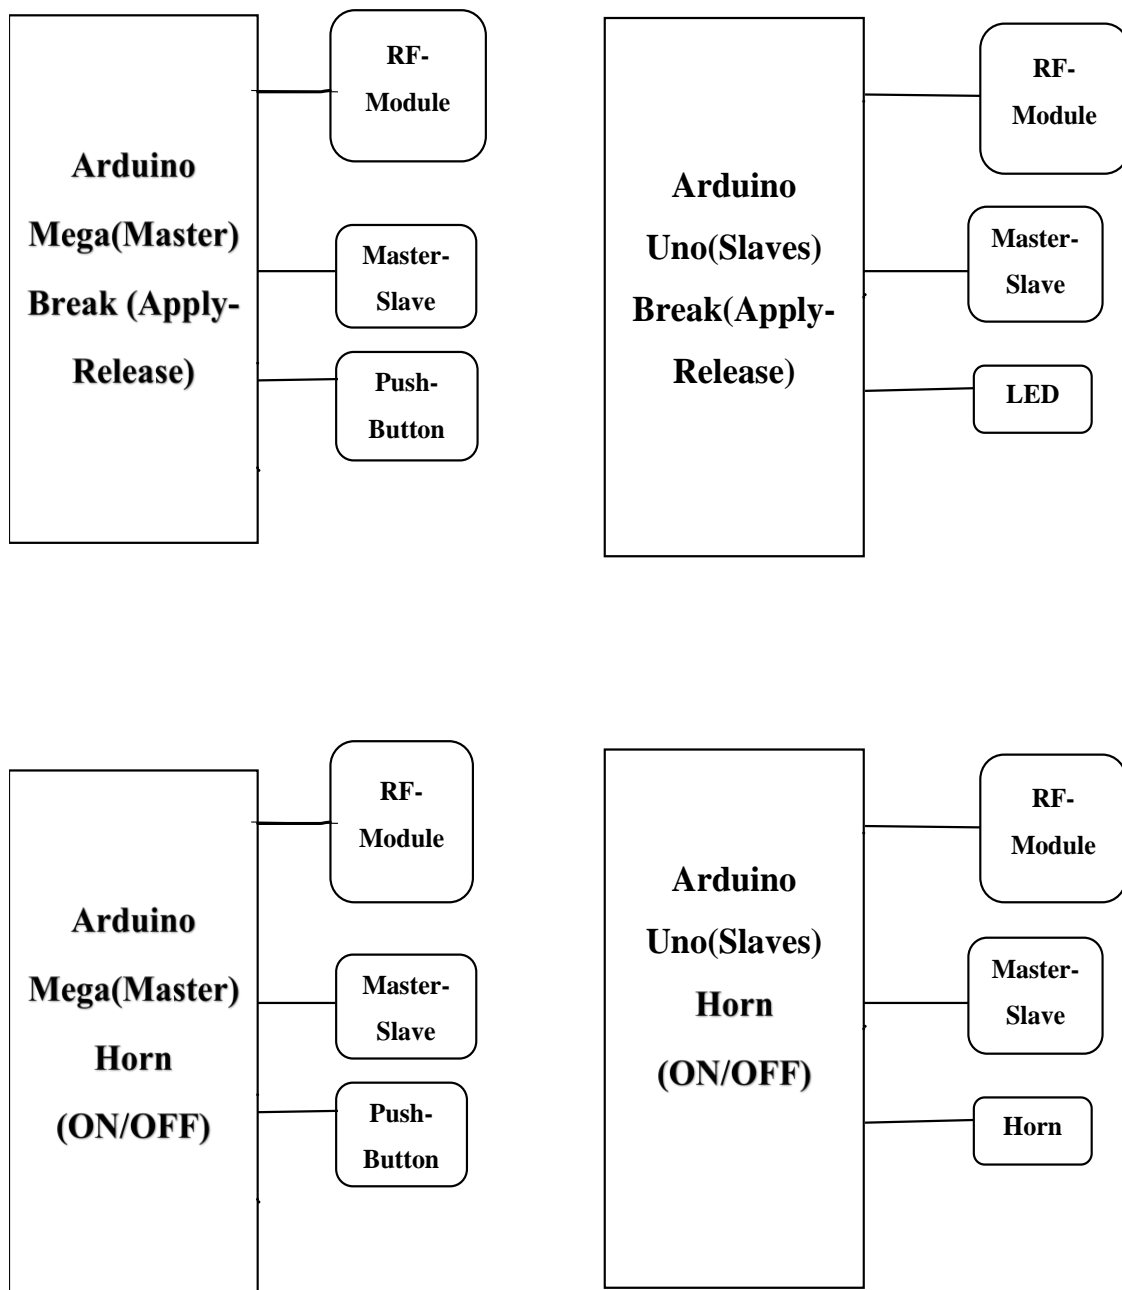 Arduino
Mega(Master)
Break (Apply-
Release)
RF-
Module
Master-
Slave
Push-
Button
Arduino
Uno(Slaves)
Break(Apply-
Release)
RF-
Module
Master-
Slave
LED
Arduino
Mega(Master)
Horn
(ON/OFF)
RF-
Module
Master-
Slave
Push-
Button
Arduino
Uno(Slaves)
Horn
(ON/OFF)
RF-
Module
Master-
Slave
Horn